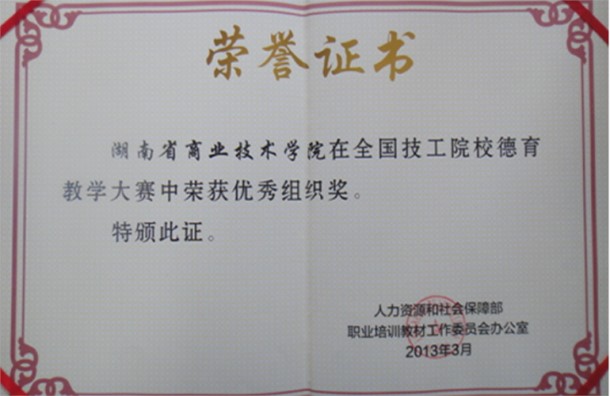 荣誉证书
湖南省商业技术学院在全国技工院校德育
教学大赛中荣获优秀组织奖。
特颁此证。
人力资源和社会保障部
职业培训教材工作委员会办公室
2013年3月